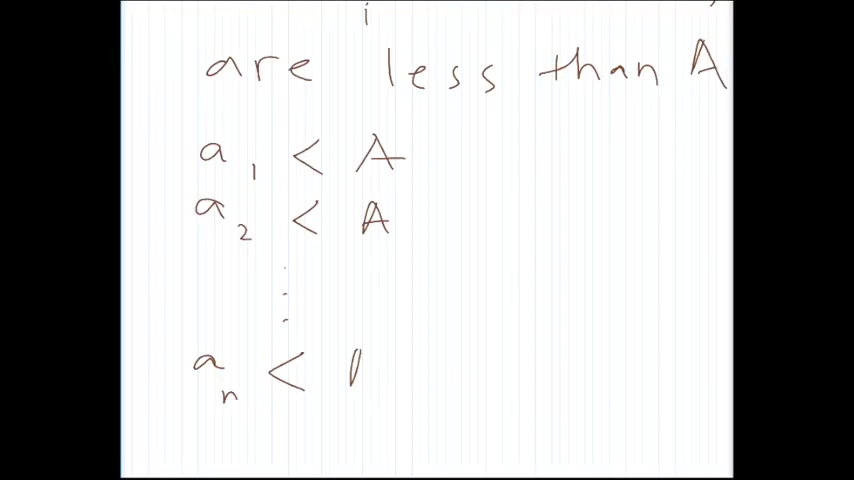 i
are less than A
a₁ < A
a₂ < A
⋮
aₙ <